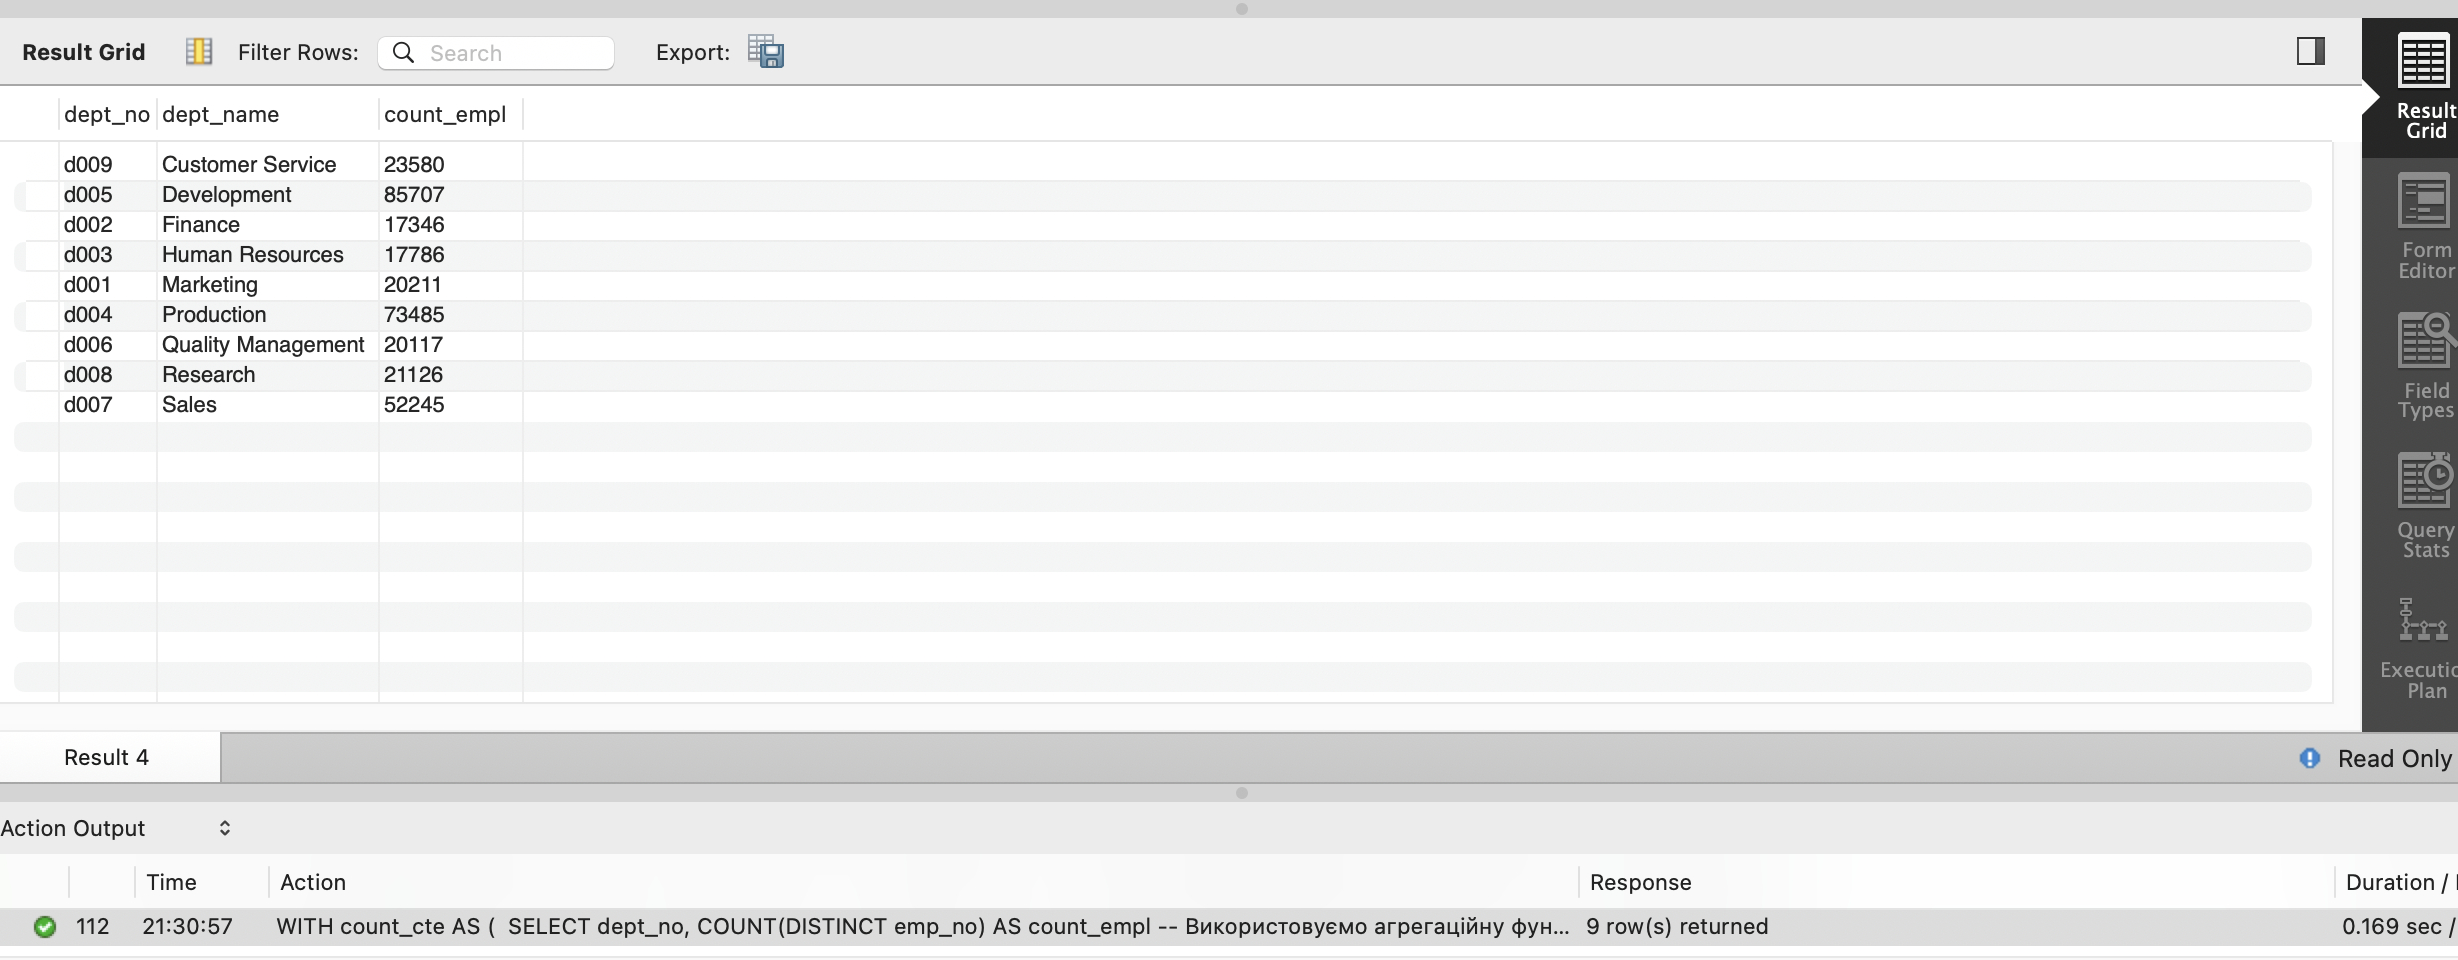 Result Grid Filter Rows: Search Export:
dept_no dept_name count_empl
d009 Customer Service 23580
d005 Development 85707
d002 Finance 17346
d003 Human Resources 17786
d001 Marketing 20211
d004 Production 73485
d006 Quality Management 20117
d008 Research 21126
d007 Sales 52245
Result
Grid
Form
Editor
Field
Types
Query
Stats
Executio
Plan
Result 4 Read Only
Action Output
Time Action Response Duration /
112 21:30:57 WITH count_cte AS ( SELECT dept_no, COUNT(DISTINCT emp_no) AS count_empl -- Використовуємо агрегаційну фун... 9 row(s) returned 0.169 sec /